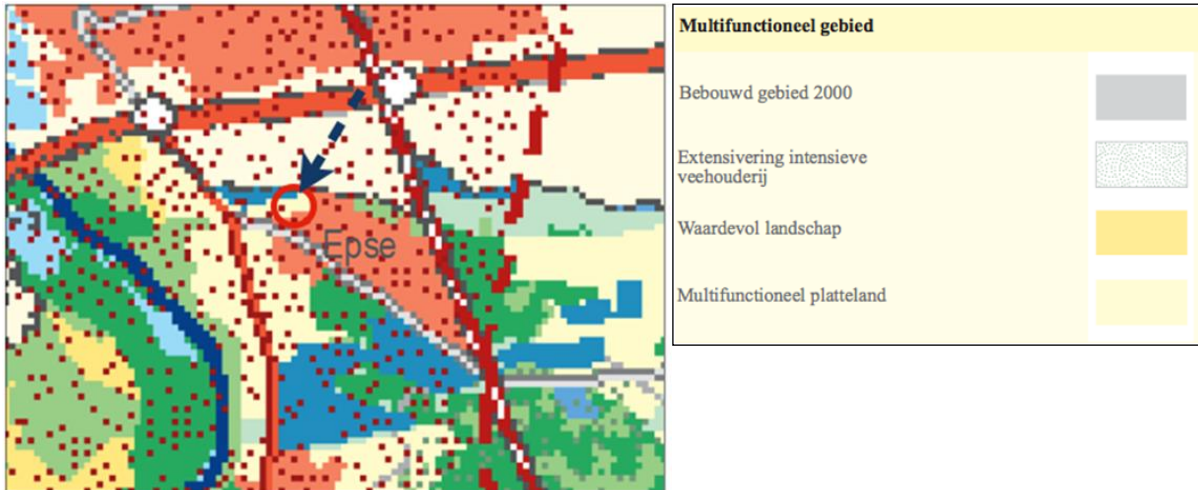 Epse
Multifunctioneel gebied
Bebouwd gebied 2000
Extensivering intensieve
veehouderij
Waardevol landschap
Multifunctioneel platteland